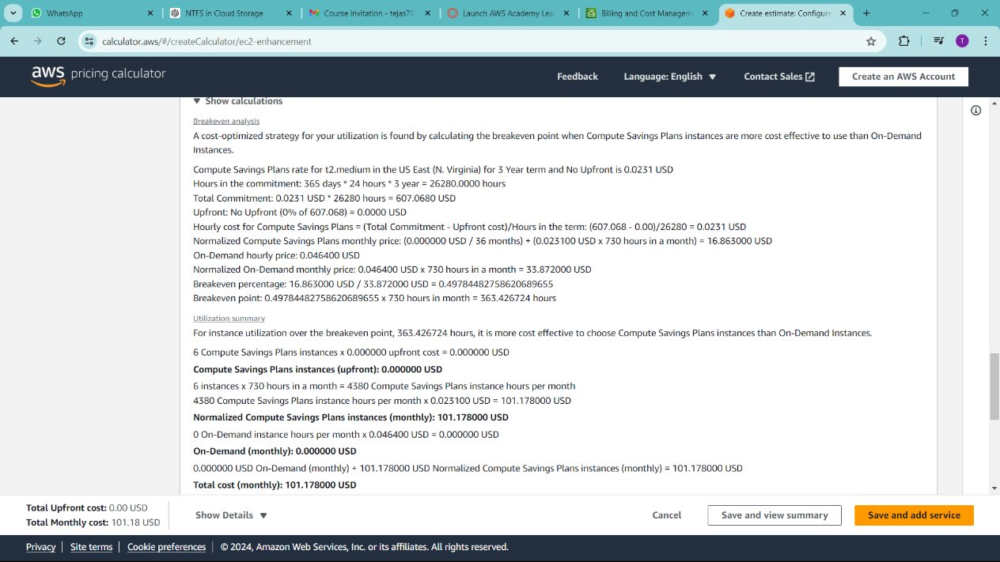 WhatsApp
NTFS in Cloud Storage
Course Invitation - tejas70
Launch AWS Academy Lea
Billing and Cost Managem
Create estimate: Configure
calculator.aws/#/createCalculator/ec2-enhancement
T
aws pricing calculator
Feedback
Language: English
Contact Sales
Create an AWS Account
Show calculations
Breakeven analysis
A cost-optimized strategy for your utilization is found by calculating the breakeven point when Compute Savings Plans instances are more cost effective to use than On-Demand
Instances.
Compute Savings Plans rate for t2.medium in the US East (N. Virginia) for 3 Year term and No Upfront is 0.0231 USD
Hours in the commitment: 365 days * 24 hours * 3 year = 26280.0000 hours
Total Commitment: 0.0231 USD * 26280 hours = 607.0680 USD
Upfront: No Upfront (0% of 607.068) = 0.0000 USD
Hourly cost for Compute Savings Plans = (Total Commitment - Upfront cost)/Hours in the term: (607.068 - 0.00)/26280 = 0.0231 USD
Normalized Compute Savings Plans monthly price: (0.000000 USD / 36 months) + (0.023100 USD x 730 hours in a month) = 16.863000 USD
On-Demand hourly price: 0.046400 USD
Normalized On-Demand monthly price: 0.046400 USD x 730 hours in a month = 33.872000 USD
Breakeven percentage: 16.863000 USD / 33.872000 USD = 0.49784482758620689655
Breakeven point: 0.49784482758620689655 x 730 hours in month = 363.426724 hours
Utilization summary
For instance utilization over the breakeven point, 363.426724 hours, it is more cost effective to choose Compute Savings Plans instances than On-Demand Instances.
6 Compute Savings Plans instances x 0.000000 upfront cost = 0.000000 USD
Compute Savings Plans instances (upfront): 0.000000 USD
6 instances x 730 hours in a month = 4380 Compute Savings Plans instance hours per month
4380 Compute Savings Plans instance hours per month x 0.023100 USD = 101.178000 USD
Normalized Compute Savings Plans instances (monthly): 101.178000 USD
0 On-Demand instance hours per month x 0.046400 USD = 0.000000 USD
On-Demand (monthly): 0.000000 USD
0.000000 USD On-Demand (monthly) + 101.178000 USD Normalized Compute Savings Plans instances (monthly) = 101.178000 USD
Total cost (monthly): 101.178000 USD
Total Upfront cost: 0.00 USD
Total Monthly cost: 101.18 USD
Show Details
Cancel
Save and view summary
Save and add service
Privacy
Site terms
Cookie preferences
© 2024, Amazon Web Services, Inc. or its affiliates. All rights reserved.